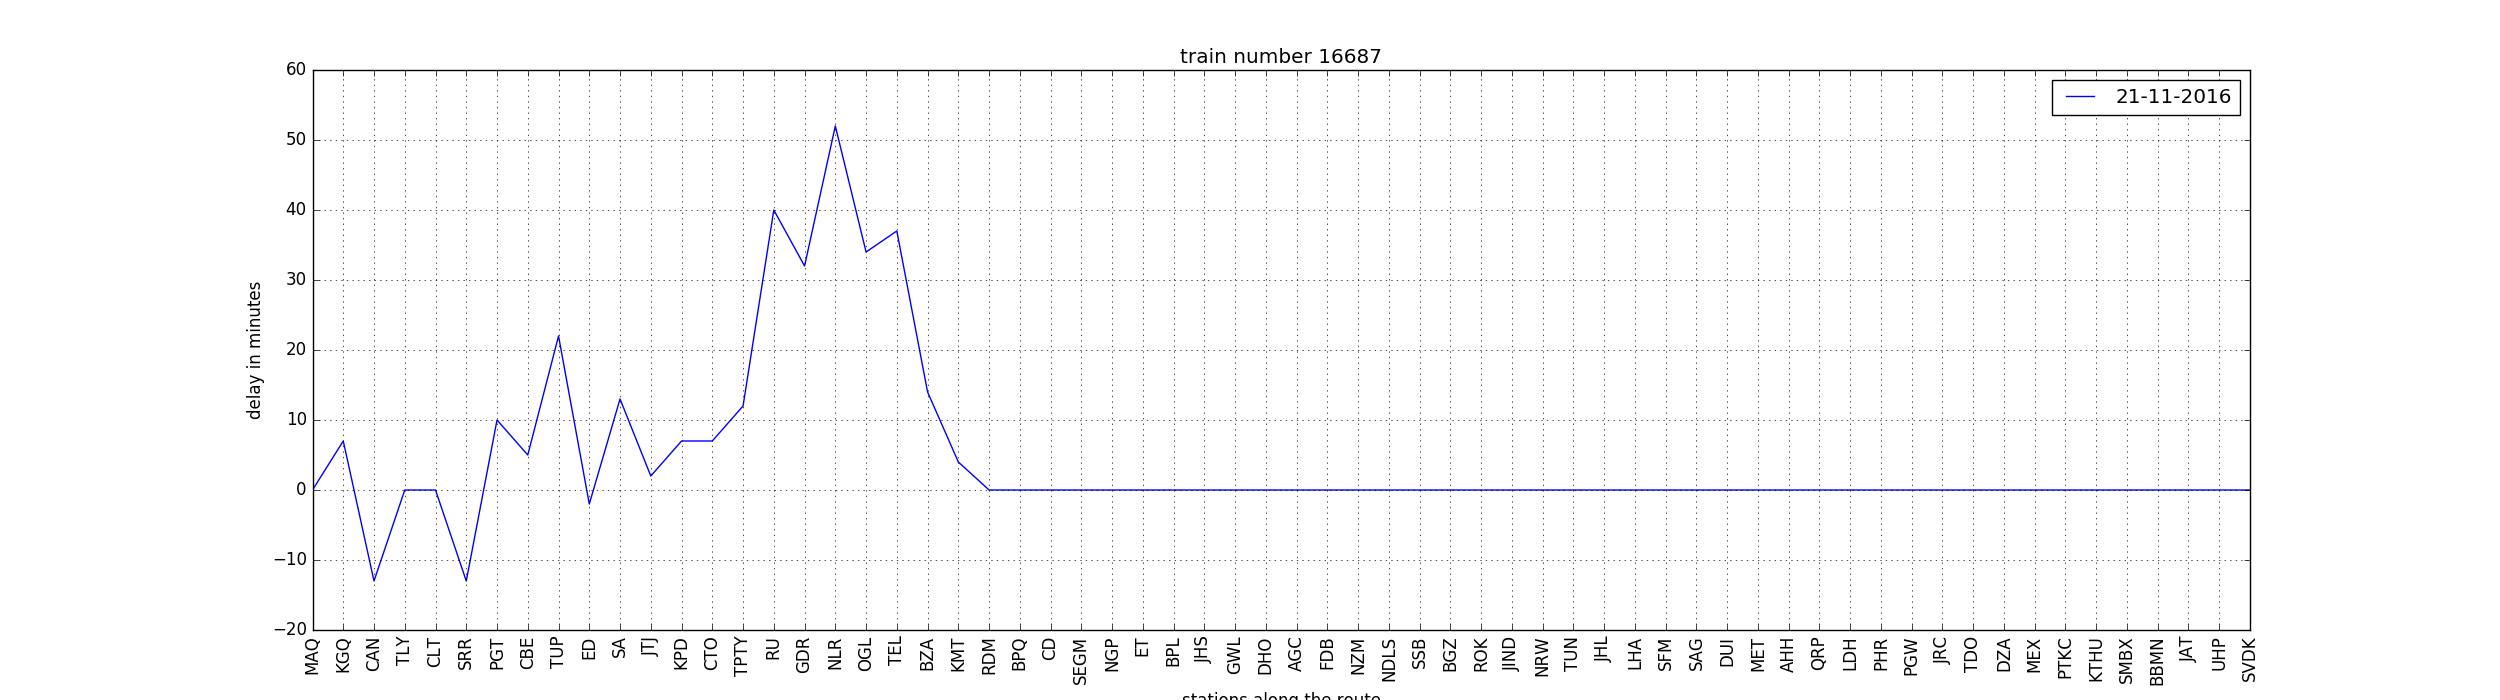 train number 16687
60
50
40
30
20
10
0
−10
−20
delay in minutes
21-11-2016
MAQ
KGQ
CAN
TLY
CLT
SRR
PGT
CBE
TUP
ED
SA
JTJ
KPD
CTO
TPTY
RU
GDR
NLR
OGL
TEL
BZA
KMT
RDM
BPQ
CD
SEGM
NGP
ET
BPL
JHS
GWL
DHO
AGC
FDB
NZM
NDLS
SSB
BGZ
ROK
JIND
NRW
TUN
JHL
LHA
SFM
SAG
DUI
MET
AHH
QRP
LDH
PHR
PGW
JRC
TDO
DZA
MEX
PTKC
KTHU
SMBX
BBMN
JAT
UHP
SVDK
stations along the route